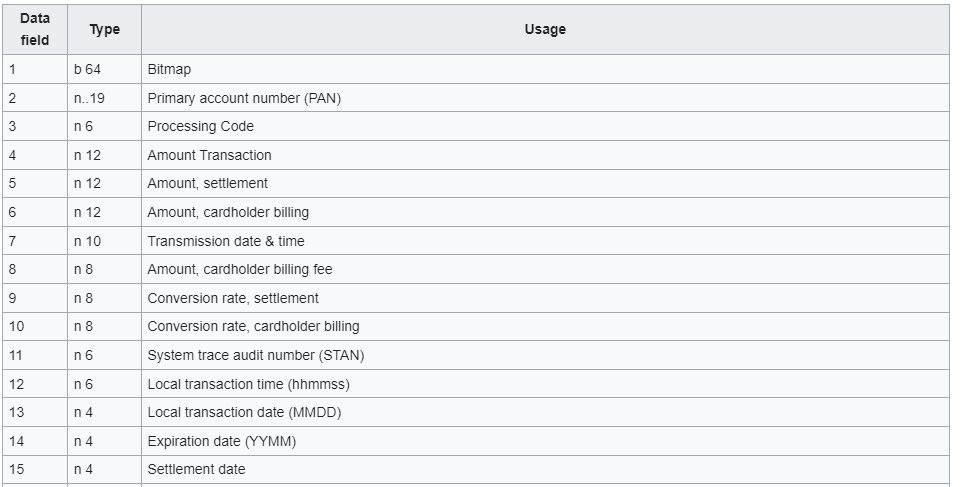 Data field Type Usage
1 b 64 Bitmap
2 n..19 Primary account number (PAN)
3 n 6 Processing Code
4 n 12 Amount Transaction
5 n 12 Amount, settlement
6 n 12 Amount, cardholder billing
7 n 10 Transmission date & time
8 n 8 Amount, cardholder billing fee
9 n 8 Conversion rate, settlement
10 n 8 Conversion rate, cardholder billing
11 n 6 System trace audit number (STAN)
12 n 6 Local transaction time (hhmmss)
13 n 4 Local transaction date (MMDD)
14 n 4 Expiration date (YYMM)
15 n 4 Settlement date